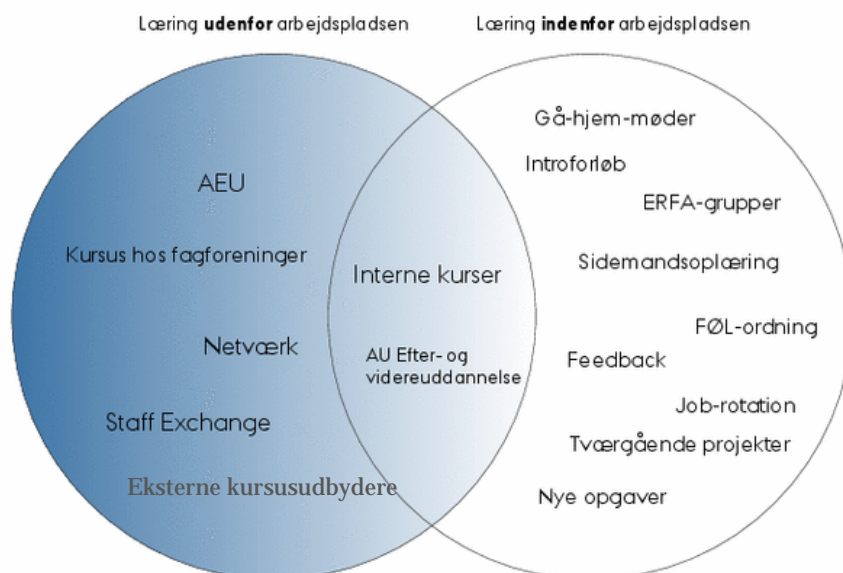 Læring udenfor arbejdspladsen
Læring indenfor arbejdspladsen
AEU
Kursus hos fagforeninger
Netværk
Staff Exchange
Eksterne kursusudbydere
Interne kurser
AU Efter- og
videreuddannelse
Gå-hjem-møder
Introforløb
ERFA-grupper
Sidemandsoplæring
FØL-ordning
Feedback
Job-rotation
Tværgående projekter
Nye opgaver